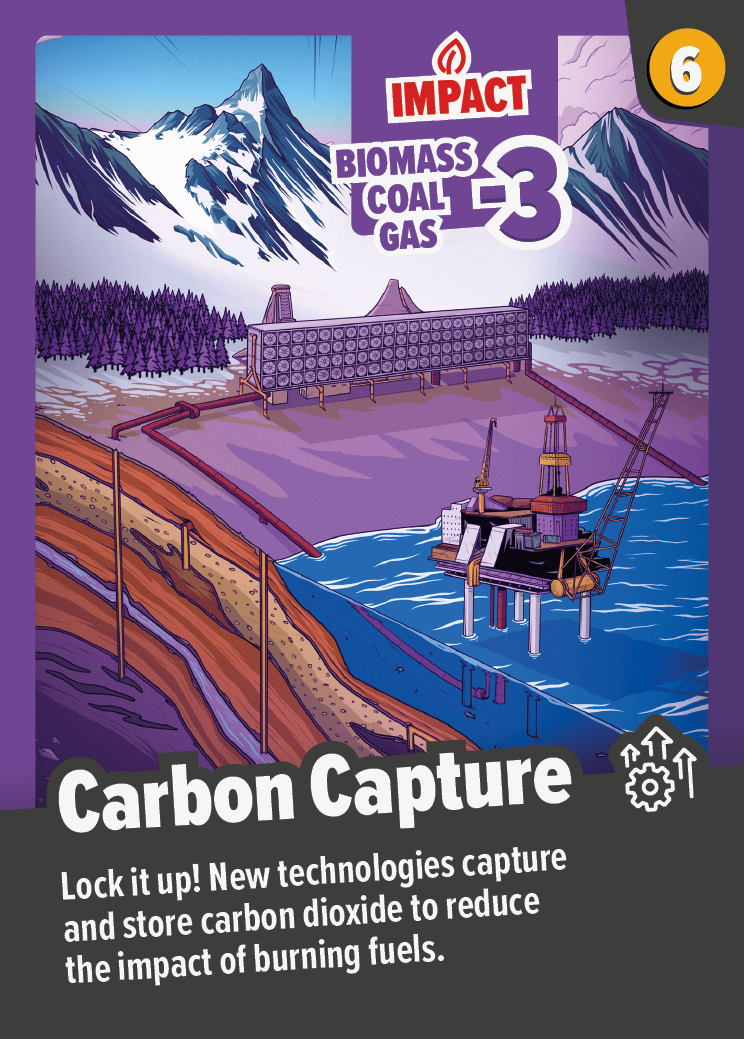 6
IMPACT
BIOMASS
COAL
GAS
-3
Carbon Capture
Lock it up! New technologies capture
and store carbon dioxide to reduce
the impact of burning fuels.